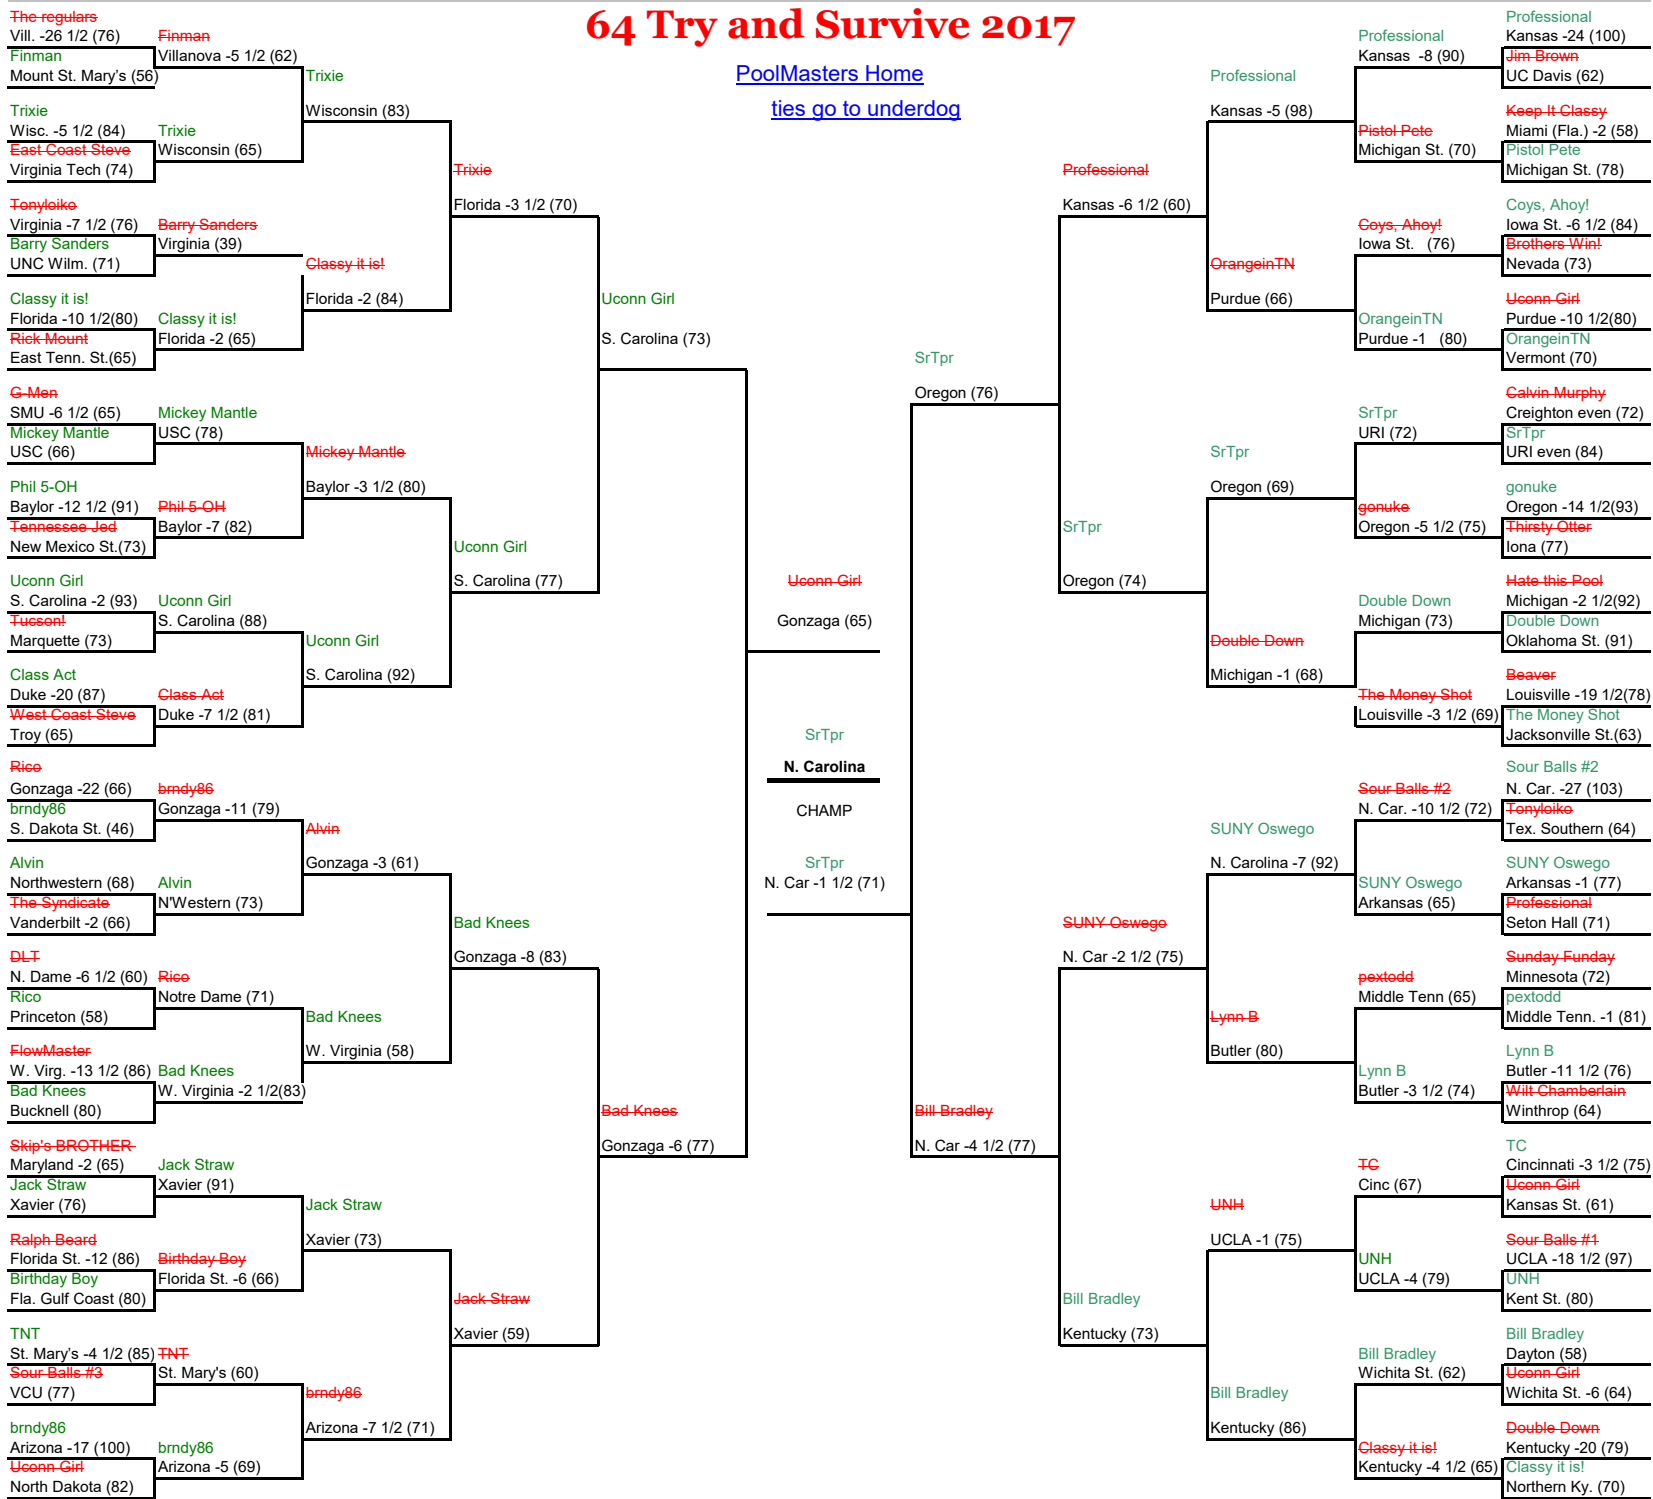 64 Try and Survive 2017
PoolMasters Home
ties go to underdog
The regulars
Vill. -26 1/2 (76)
Finman
Mount St. Mary's (56)
Trixie
Wisc. -5 1/2 (84)
East Coast Steve
Virginia Tech (74)
Tonyloiko
Virginia -7 1/2 (76)
Barry Sanders
UNC Wilm. (71)
Classy it is!
Florida -10 1/2(80)
Rick Mount
East Tenn. St.(65)
G-Men
SMU -6 1/2 (65)
Mickey Mantle
USC (66)
Phil 5-OH
Baylor -12 1/2 (91)
Tennessee Jed
New Mexico St.(73)
Uconn Girl
S. Carolina -2 (93)
Tucson!
Marquette (73)
Class Act
Duke -20 (87)
West Coast Steve
Troy (65)
Rico
Gonzaga -22 (66)
brndy86
S. Dakota St. (46)
Alvin
Northwestern (68)
The Syndicate
Vanderbilt -2 (66)
DLT
N. Dame -6 1/2 (60)
Rico
Princeton (58)
FlowMaster
W. Virg. -13 1/2 (86)
Bad Knees
Bucknell (80)
Skip's BROTHER
Maryland -2 (65)
Jack Straw
Xavier (76)
Ralph Beard
Florida St. -12 (86)
Birthday Boy
Fla. Gulf Coast (80)
TNT
St. Mary's -4 1/2 (85)
Sour Balls #3
VCU (77)
brndy86
Arizona -17 (100)
Uconn Girl
North Dakota (82)
Finman
Villanova -5 1/2 (62)
Trixie
Wisconsin (65)
Barry Sanders
Virginia (39)
Classy it is!
Florida -2 (65)
Mickey Mantle
USC (78)
Phil 5-OH
Baylor -7 (82)
Uconn Girl
S. Carolina (88)
Class Act
Duke -7 1/2 (81)
brndy86
Gonzaga -11 (79)
Alvin
N'Western (73)
Rico
Notre Dame (71)
Bad Knees
W. Virginia -2 1/2(83)
Jack Straw
Xavier (91)
Birthday Boy
Florida St. -6 (66)
TNT
St. Mary's (60)
brndy86
Arizona -5 (69)
Trixie
Wisconsin (83)
Classy it is!
Florida -2 (84)
Mickey Mantle
Baylor -3 1/2 (80)
Uconn Girl
S. Carolina (92)
Alvin
Gonzaga -3 (61)
Bad Knees
W. Virginia (58)
Jack Straw
Xavier (73)
brndy86
Arizona -7 1/2 (71)
Trixie
Florida -3 1/2 (70)
Uconn Girl
S. Carolina (77)
Bad Knees
Gonzaga -8 (83)
Jack Straw
Xavier (59)
Uconn Girl
S. Carolina (73)
Bad Knees
Gonzaga -6 (77)
Uconn Girl
Gonzaga (65)
SrTpr
N. Carolina
CHAMP
SrTpr
N. Car -1 1/2 (71)
SrTpr
Oregon (76)
Bill Bradley
N. Car -4 1/2 (77)
Professional
Kansas -6 1/2 (60)
SrTpr
Oregon (74)
SUNY Oswego
N. Car -2 1/2 (75)
Bill Bradley
Kentucky (73)
Professional
Kansas -5 (98)
OrangeinTN
Purdue (66)
SrTpr
Oregon (69)
Double Down
Michigan -1 (68)
SUNY Oswego
N. Carolina -7 (92)
Lynn B
Butler (80)
UNH
UCLA -1 (75)
Bill Bradley
Kentucky (86)
Professional
Kansas -8 (90)
Pistol Pete
Michigan St. (70)
Coys, Ahoy!
Iowa St. (76)
OrangeinTN
Purdue -1 (80)
SrTpr
URI (72)
gonuke
Oregon -5 1/2 (75)
Double Down
Michigan (73)
The Money Shot
Louisville -3 1/2 (69)
Sour Balls #2
N. Car. -10 1/2 (72)
SUNY Oswego
Arkansas (65)
pextodd
Middle Tenn (65)
Lynn B
Butler -3 1/2 (74)
TC
Cinc (67)
UNH
UCLA -4 (79)
Bill Bradley
Wichita St. (62)
Classy it is!
Kentucky -4 1/2 (65)
Professional
Kansas -24 (100)
Jim Brown
UC Davis (62)
Keep It Classy
Miami (Fla.) -2 (58)
Pistol Pete
Michigan St. (78)
Coys, Ahoy!
Iowa St. -6 1/2 (84)
Brothers Win!
Nevada (73)
Uconn Girl
Purdue -10 1/2(80)
OrangeinTN
Vermont (70)
Calvin Murphy
Creighton even (72)
SrTpr
URI even (84)
gonuke
Oregon -14 1/2(93)
Thirsty Otter
Iona (77)
Hate this Pool
Michigan -2 1/2(92)
Double Down
Oklahoma St. (91)
Beaver
Louisville -19 1/2(78)
The Money Shot
Jacksonville St.(63)
Sour Balls #2
N. Car. -27 (103)
Tonyloiko
Tex. Southern (64)
SUNY Oswego
Arkansas -1 (77)
Professional
Seton Hall (71)
Sunday Funday
Minnesota (72)
pextodd
Middle Tenn. -1 (81)
Lynn B
Butler -11 1/2 (76)
Wilt Chamberlain
Winthrop (64)
TC
Cincinnati -3 1/2 (75)
Uconn Girl
Kansas St. (61)
Sour Balls #1
UCLA -18 1/2 (97)
UNH
Kent St. (80)
Bill Bradley
Dayton (58)
Uconn Girl
Wichita St. -6 (64)
Double Down
Kentucky -20 (79)
Classy it is!
Northern Ky. (70)